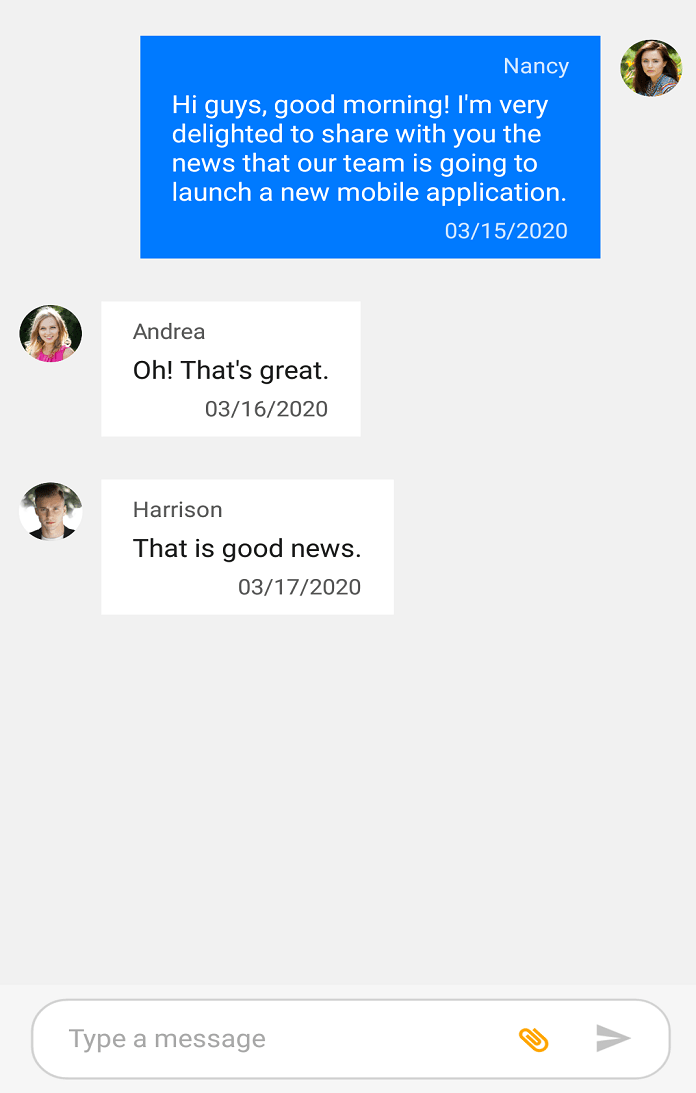 Nancy
Hi guys, good morning! I'm very
delighted to share with you the
news that our team is going to
launch a new mobile application.
03/15/2020
Andrea
Oh! That's great.
03/16/2020
Harrison
That is good news.
03/17/2020
Type a message